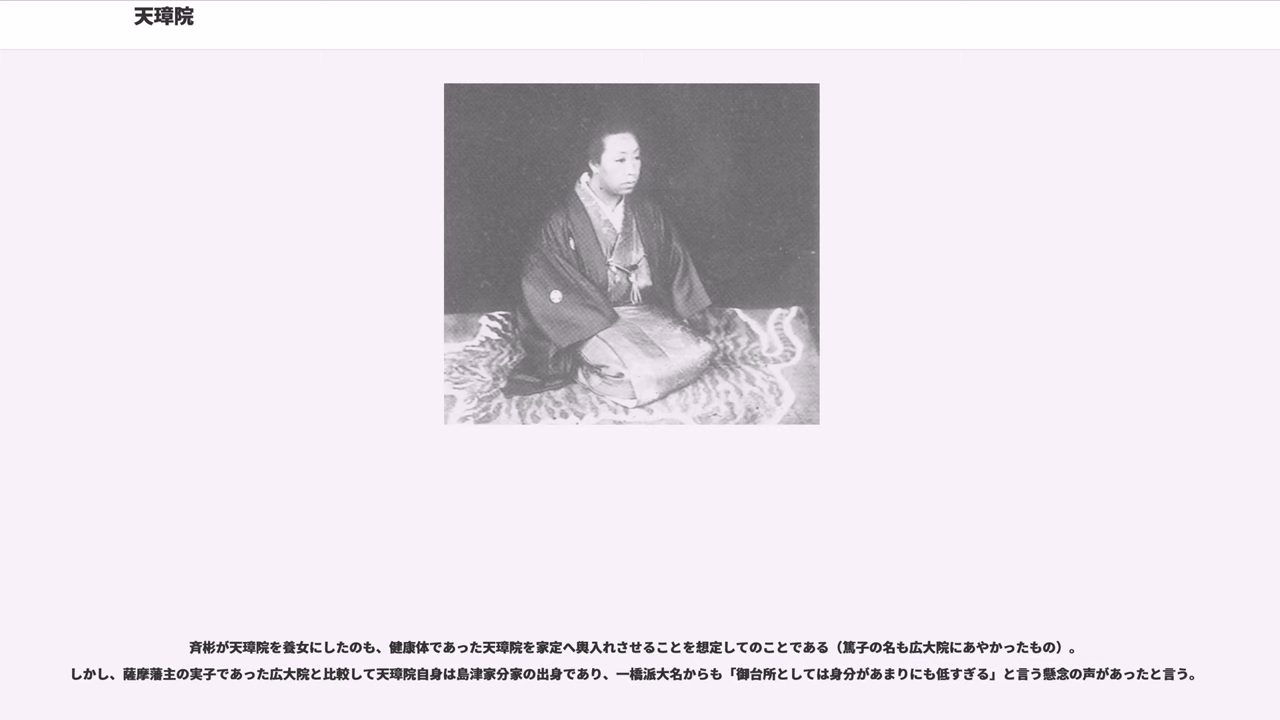 天璋院
斉彬が天璋院を養女にしたのも、健康体であった天璋院を家定へ輿入れさせることを想定してのことである（篤子の名も広大院にあやかったもの）。
しかし、薩摩藩主の実子であった広大院と比較して天璋院自身は島津家分家の出身であり、一橋派大名からも「御台所としては身分があまりにも低すぎる」と言う懸念の声があったと言う。